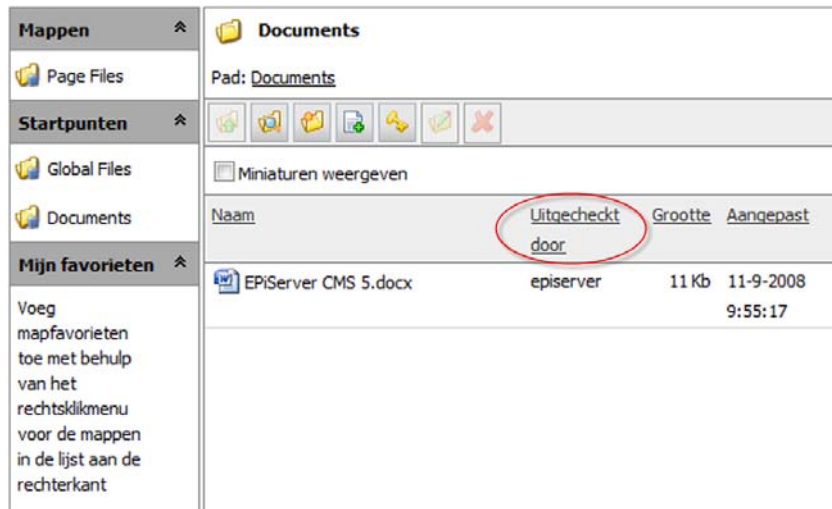 Mappen
Page Files
Startpunten
Global Files
Documents
Mijn favorieten
Voeg
mapfavorieten
toe met behulp
van het
rechtsklikmenu
voor de mappen
in de lijst aan de
rechterkant
Documents
Pad: Documents
Miniaturen weergeven
Naam
Uitgecheckt
door
Grootte
Aangepast
EPiServer CMS 5.docx
episerver
11 Kb
11-9-2008
9:55:17